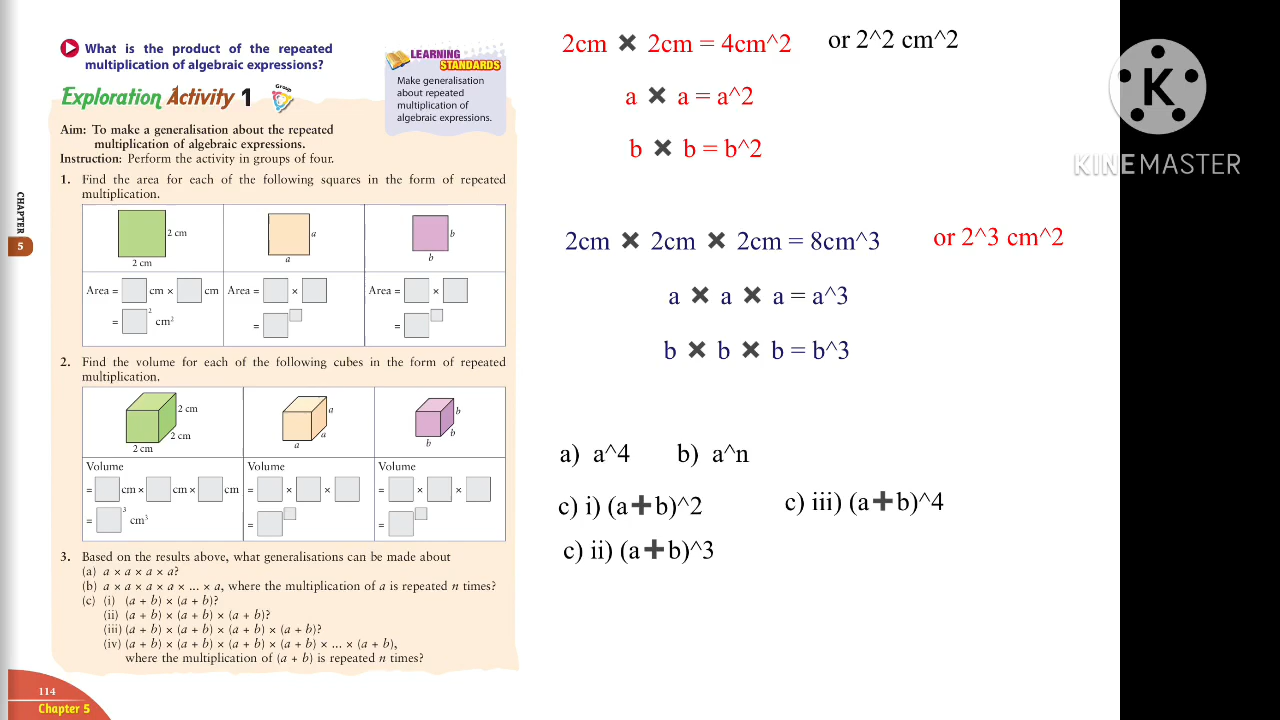 What is the product of the repeated
multiplication of algebraic expressions?
LEARNING
STANDARDS
Make generalisation
about repeated
multiplication of
algebraic expressions.
Exploration Activity 1
Group
Aim: To make a generalisation about the repeated
multiplication of algebraic expressions.
Instruction: Perform the activity in groups of four.
1. Find the area for each of the following squares in the form of repeated
multiplication.
2 cm
2 cm
a
a
b
b
Area = cm × cm
= ² cm²
Area = ×
=
Area = ×
=
2. Find the volume for each of the following cubes in the form of repeated
multiplication.
2 cm
2 cm
2 cm
a
a
a
b
b
b
Volume
= cm × cm × cm
= ³ cm³
Volume
= × ×
=
Volume
= × ×
=
3. Based on the results above, what generalisations can be made about
(a) a × a × a × a?
(b) a × a × a × a × ... × a, where the multiplication of a is repeated n times?
(c) (i) (a + b) × (a + b)?
(ii) (a + b) × (a + b) × (a + b)?
(iii) (a + b) × (a + b) × (a + b) × (a + b)?
(iv) (a + b) × (a + b) × (a + b) × (a + b) × ... × (a + b),
where the multiplication of (a + b) is repeated n times?
CHAPTER
5
114
Chapter 5
2cm ✖ 2cm = 4cm^2 or 2^2 cm^2
a ✖ a = a^2
b ✖ b = b^2
2cm ✖ 2cm ✖ 2cm = 8cm^3 or 2^3 cm^2
a ✖ a ✖ a = a^3
b ✖ b ✖ b = b^3
a) a^4 b) a^n
c) i) (a➕b)^2 c) iii) (a➕b)^4
c) ii) (a➕b)^3
K
KINEMASTER